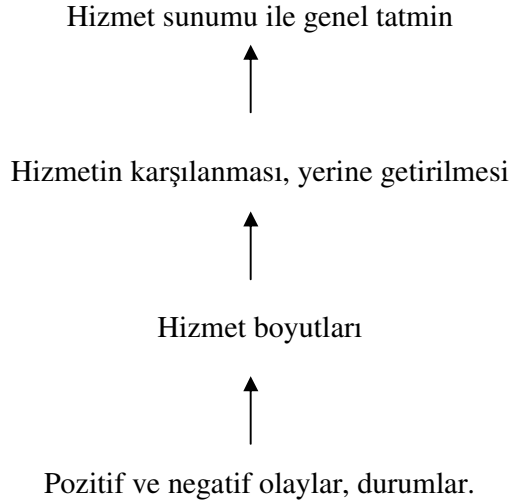 Hizmet sunumu ile genel tatmin
Hizmetin karşılanması, yerine getirilmesi
Hizmet boyutları
Pozitif ve negatif olaylar, durumlar.